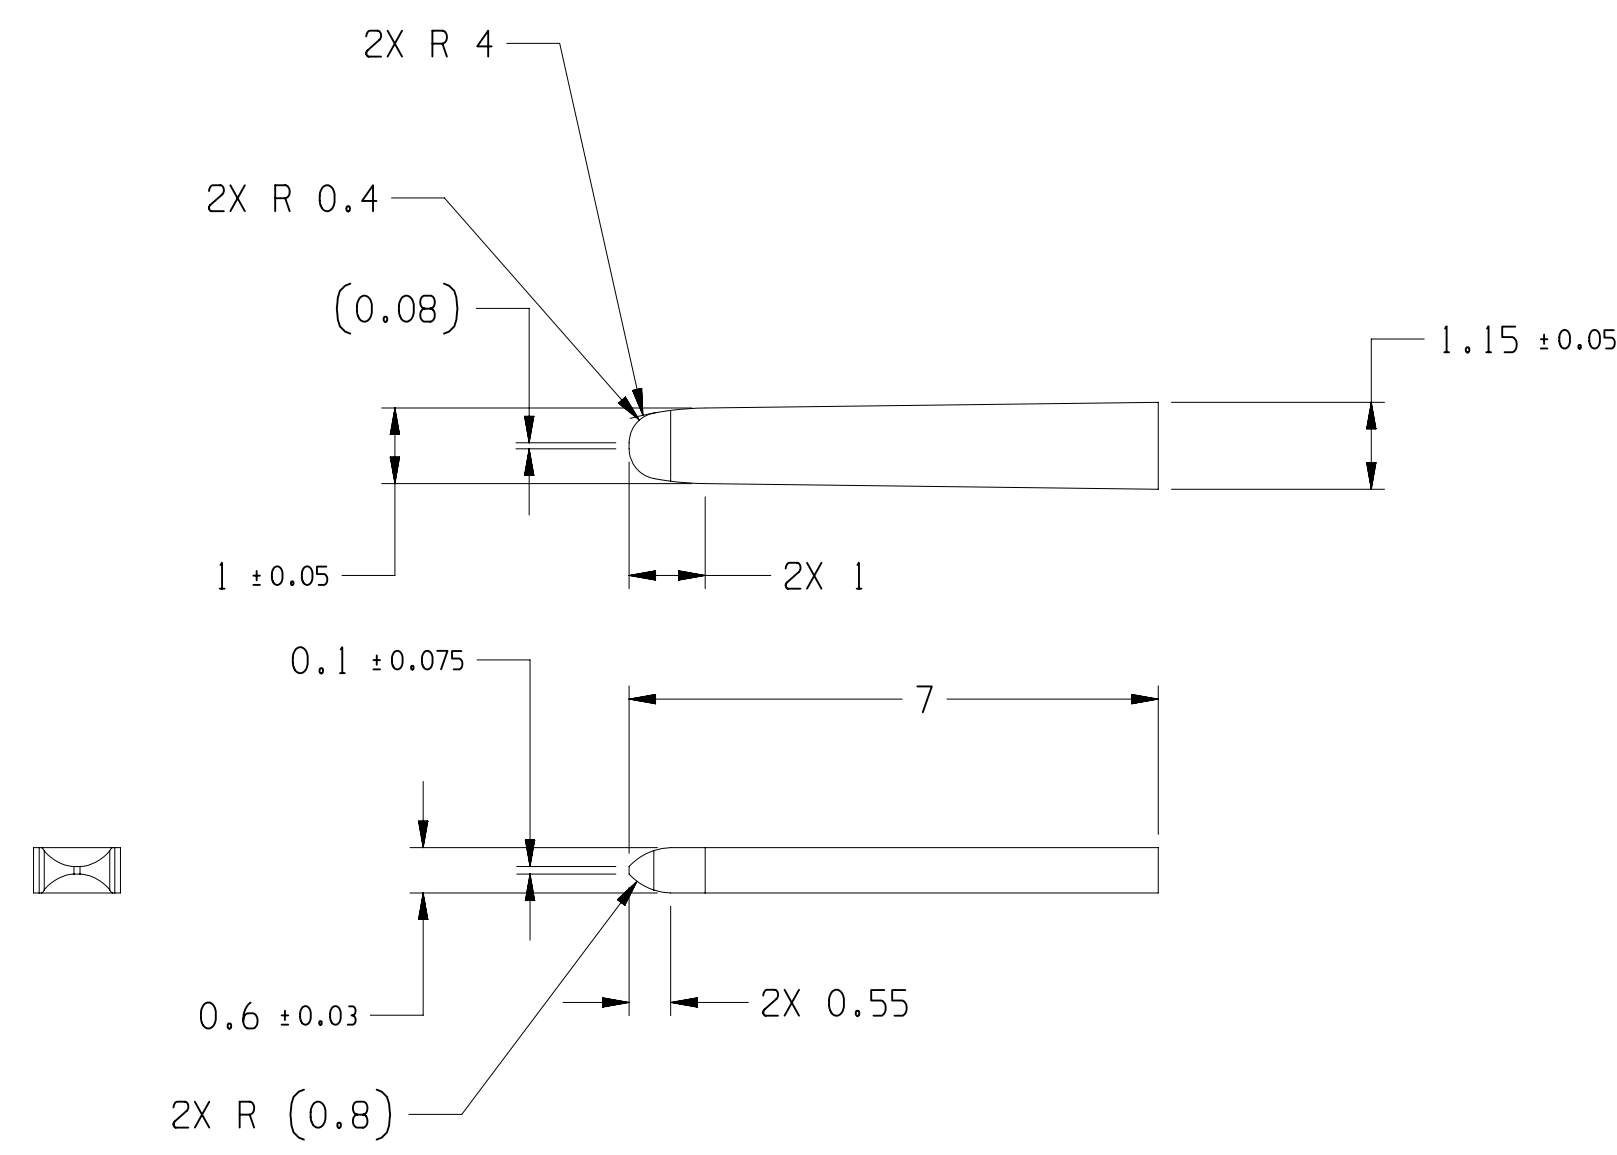 2X R 4
2X R 0.4
(0.08)
1.15 ±0.05
1 ±0.05
2X 1
0.1 ±0.075
7
0.6 ±0.03
2X 0.55
2X R (0.8)